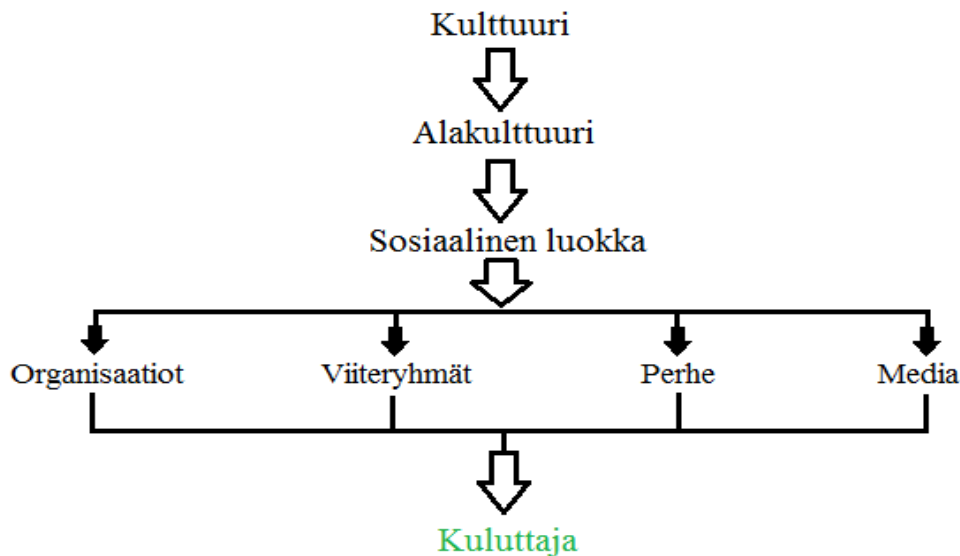 Kulttuuri
Alakulttuuri
Sosiaalinen luokka
Organisaatiot Viiteryhmät Perhe Media
Kuluttaja